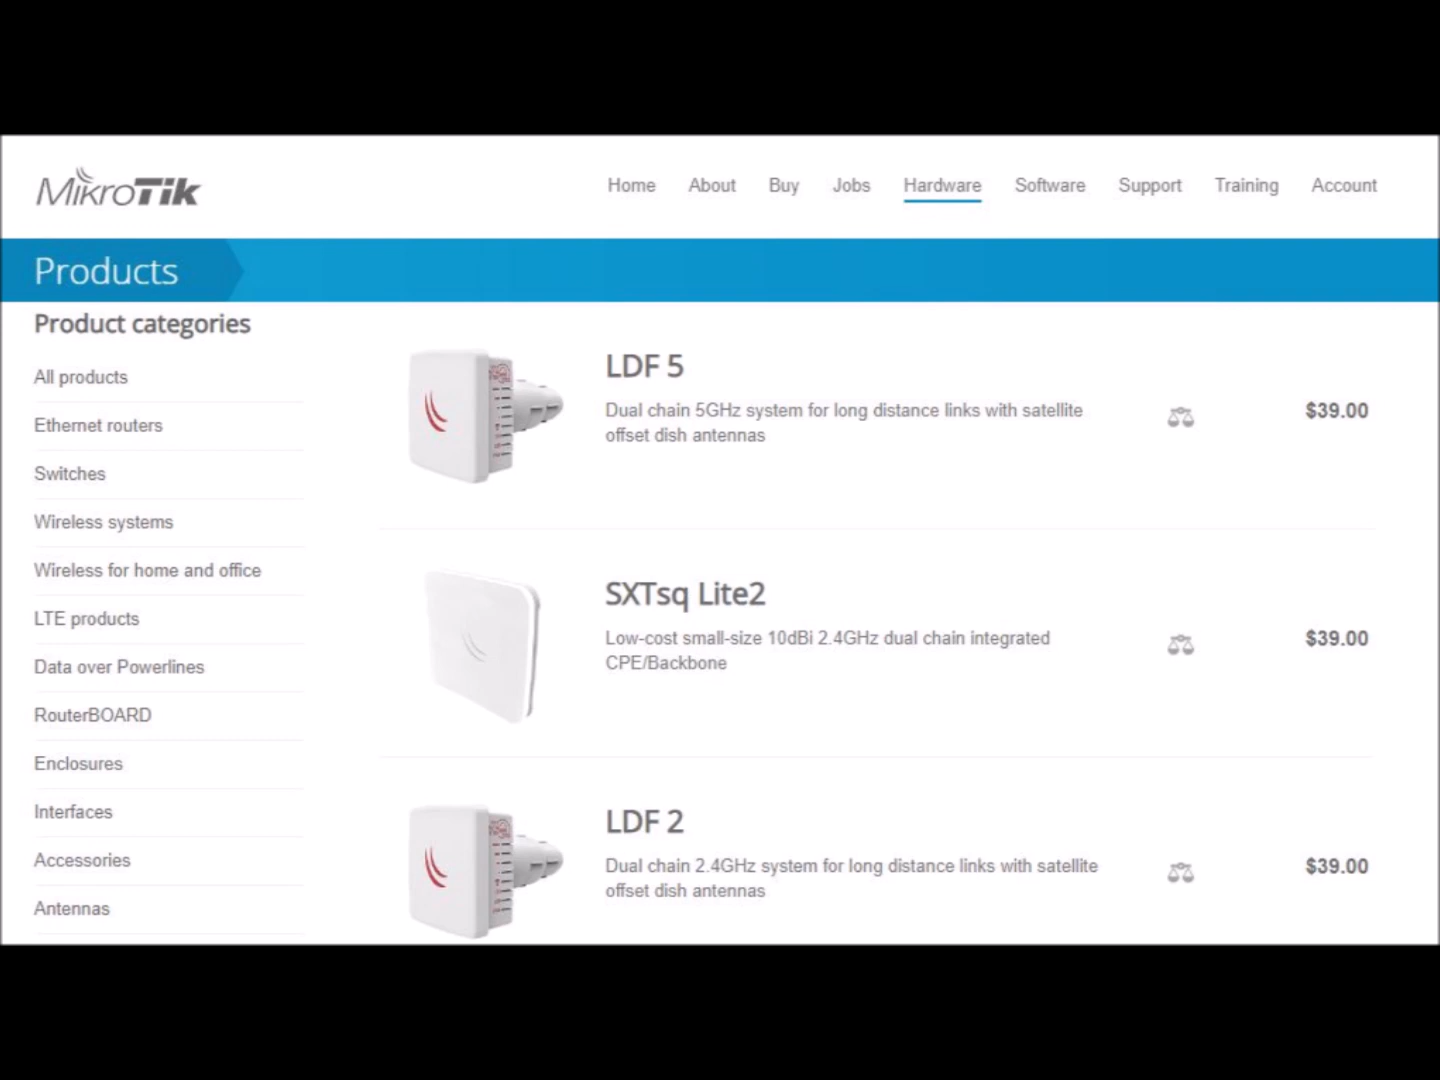 MikroTik
Home About Buy Jobs Hardware Software Support Training Account
Products
Product categories
All products
Ethernet routers
Switches
Wireless systems
Wireless for home and office
LTE products
Data over Powerlines
RouterBOARD
Enclosures
Interfaces
Accessories
Antennas
LDF 5
Dual chain 5GHz system for long distance links with satellite
offset dish antennas
$39.00
SXTsq Lite2
Low-cost small-size 10dBi 2.4GHz dual chain integrated
CPE/Backbone
$39.00
LDF 2
Dual chain 2.4GHz system for long distance links with satellite
offset dish antennas
$39.00